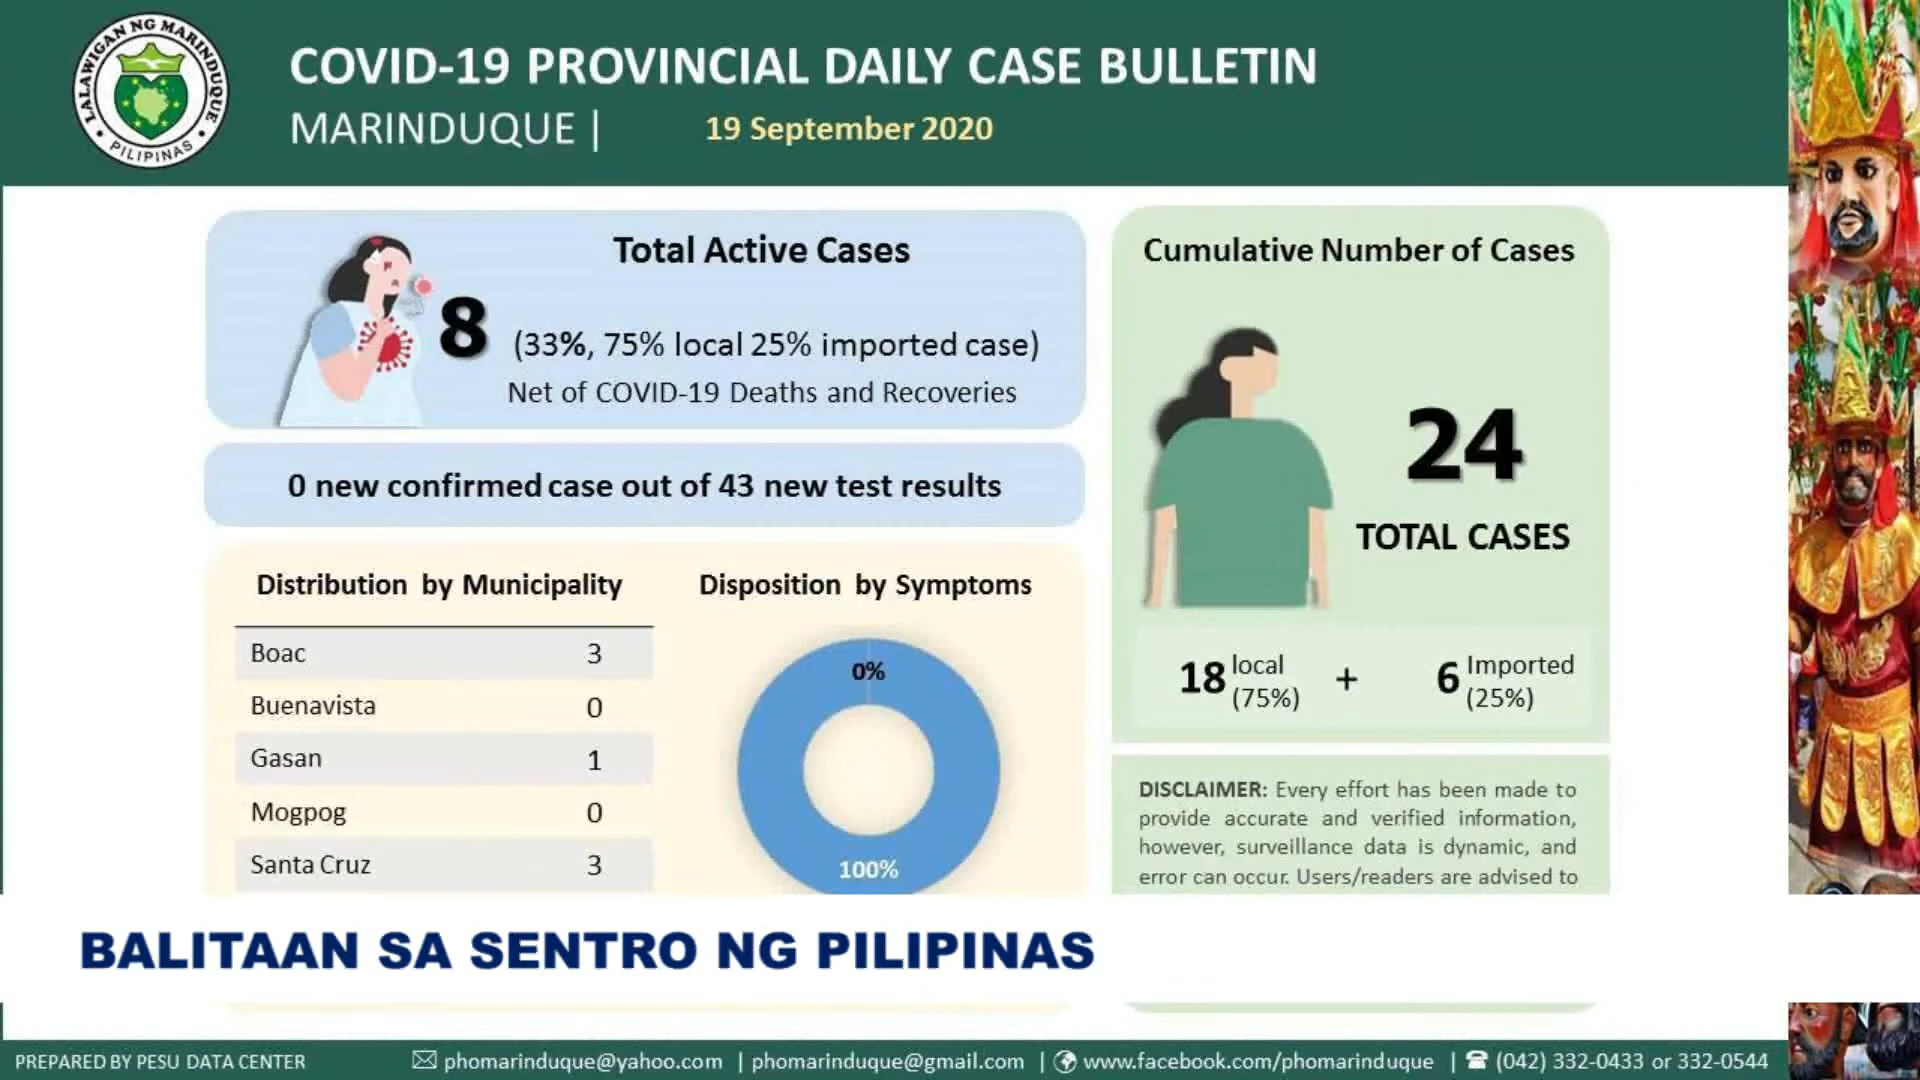 LALAWIGAN NG MARINDUQUE
PILIPINAS
COVID-19 PROVINCIAL DAILY CASE BULLETIN
MARINDUQUE | 19 September 2020
Total Active Cases
8 (33%, 75% local 25% imported case)
Net of COVID-19 Deaths and Recoveries
0 new confirmed case out of 43 new test results
Distribution by Municipality
Boac 3
Buenavista 0
Gasan 1
Mogpog 0
Santa Cruz 3
Disposition by Symptoms
0%
100%
Cumulative Number of Cases
24
TOTAL CASES
18 local (75%) + 6 Imported (25%)
DISCLAIMER: Every effort has been made to
provide accurate and verified information,
however, surveillance data is dynamic, and
error can occur. Users/readers are advised to
BALITAAN SA SENTRO NG PILIPINAS
PREPARED BY PESU DATA CENTER phomarinduque@yahoo.com | phomarinduque@gmail.com | www.facebook.com/phomarinduque | (042) 332-0433 or 332-0544